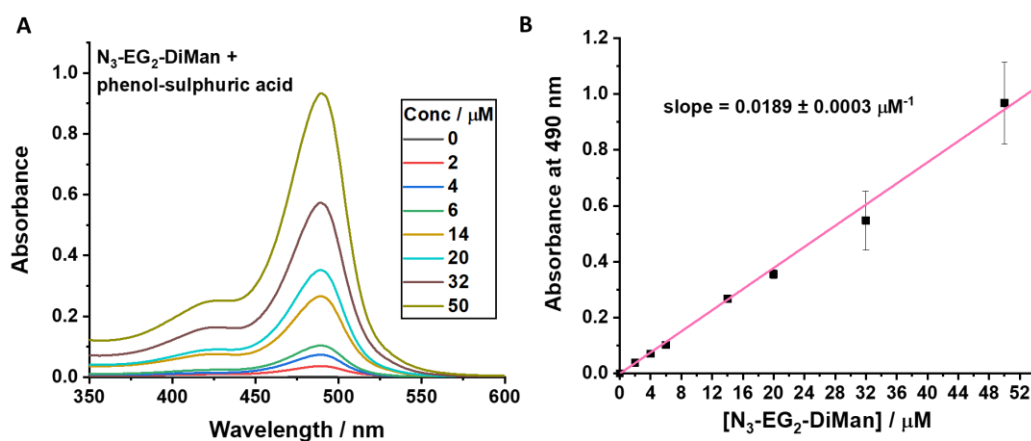 A
N₃-EG₂-DiMan +
phenol-sulphuric acid
Absorbance
1.0
0.8
0.6
0.4
0.2
0.0
Conc / μM
0
2
4
6
14
20
32
50
350 400 450 500 550 600
Wavelength / nm
B
slope = 0.0189 ± 0.0003 μM⁻¹
Absorbance at 490 nm
1.2
1.0
0.8
0.6
0.4
0.2
0.0
0 4 8 12 16 20 24 28 32 36 40 44 48 52
[N₃-EG₂-DiMan] / μM